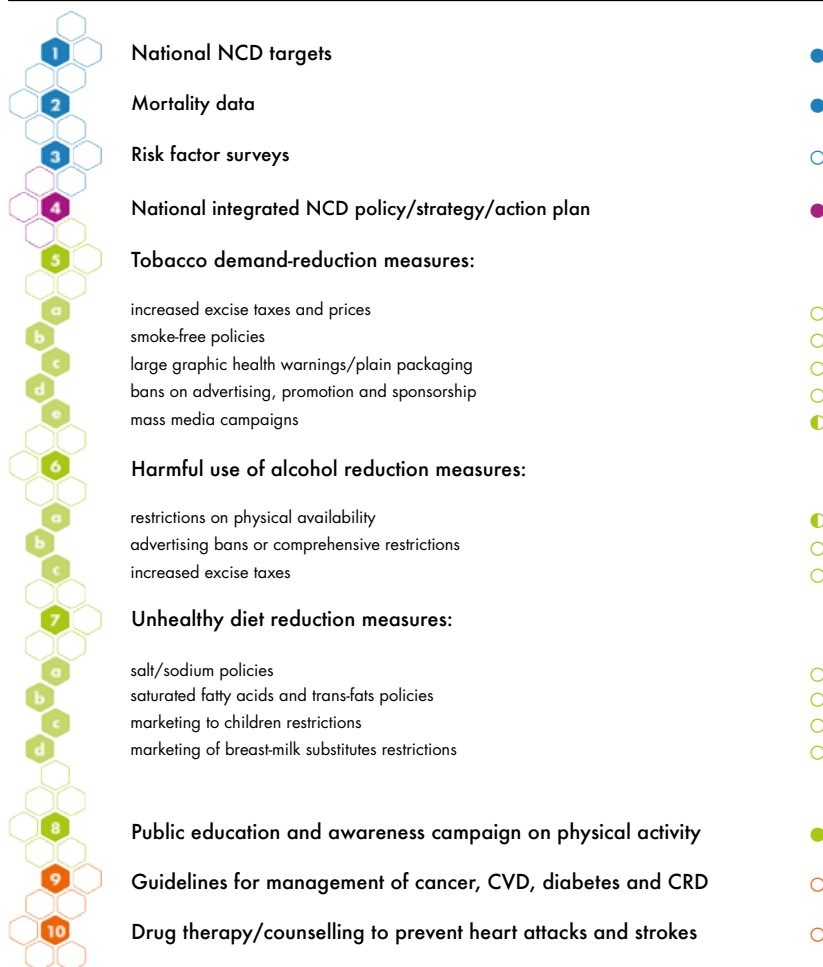 1 National NCD targets
2 Mortality data
3 Risk factor surveys
4 National integrated NCD policy/strategy/action plan
5 Tobacco demand-reduction measures:
a increased excise taxes and prices
b smoke-free policies
c large graphic health warnings/plain packaging
d bans on advertising, promotion and sponsorship
e mass media campaigns
6 Harmful use of alcohol reduction measures:
a restrictions on physical availability
b advertising bans or comprehensive restrictions
c increased excise taxes
7 Unhealthy diet reduction measures:
a salt/sodium policies
b saturated fatty acids and trans-fats policies
c marketing to children restrictions
d marketing of breast-milk substitutes restrictions
8 Public education and awareness campaign on physical activity
9 Guidelines for management of cancer, CVD, diabetes and CRD
10 Drug therapy/counselling to prevent heart attacks and strokes